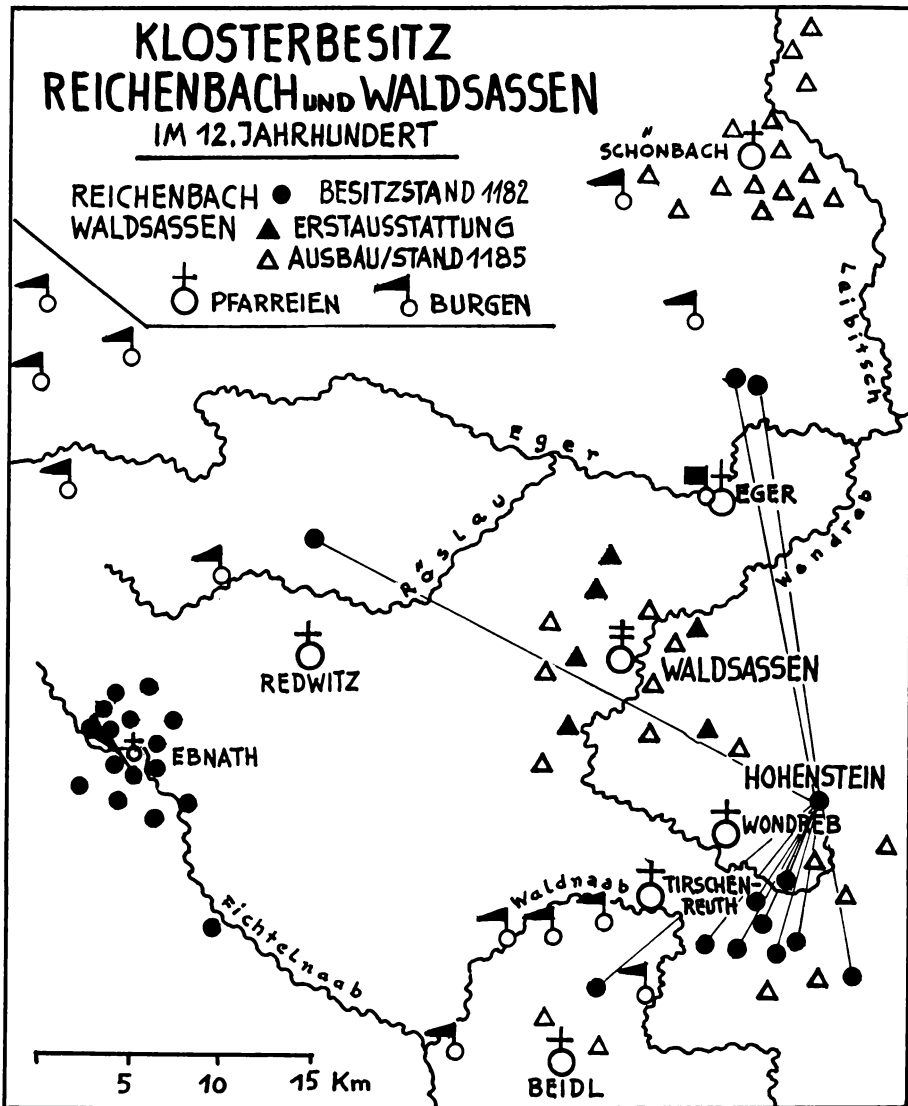 KLOSTERBESITZ
REICHENBACH UND WALDSASSEN
IM 12. JAHRHUNDERT
REICHENBACH ● BESITZSTAND 1182
WALDSASSEN ▲ ERSTAUSSTATTUNG
△ AUSBAU/STAND 1185
PFARREIEN BURGEN
SCHÖNBACH
Laibitsch
Eger
EGER
Wondreb
Röslau
REDWITZ
WALDSASSEN
EBNATH
HOHENSTEIN
WONDREB
TIRSCHEN-
REUTH
Waldnaab
Fichtelnaab
BEIDL
5 10 15 Km